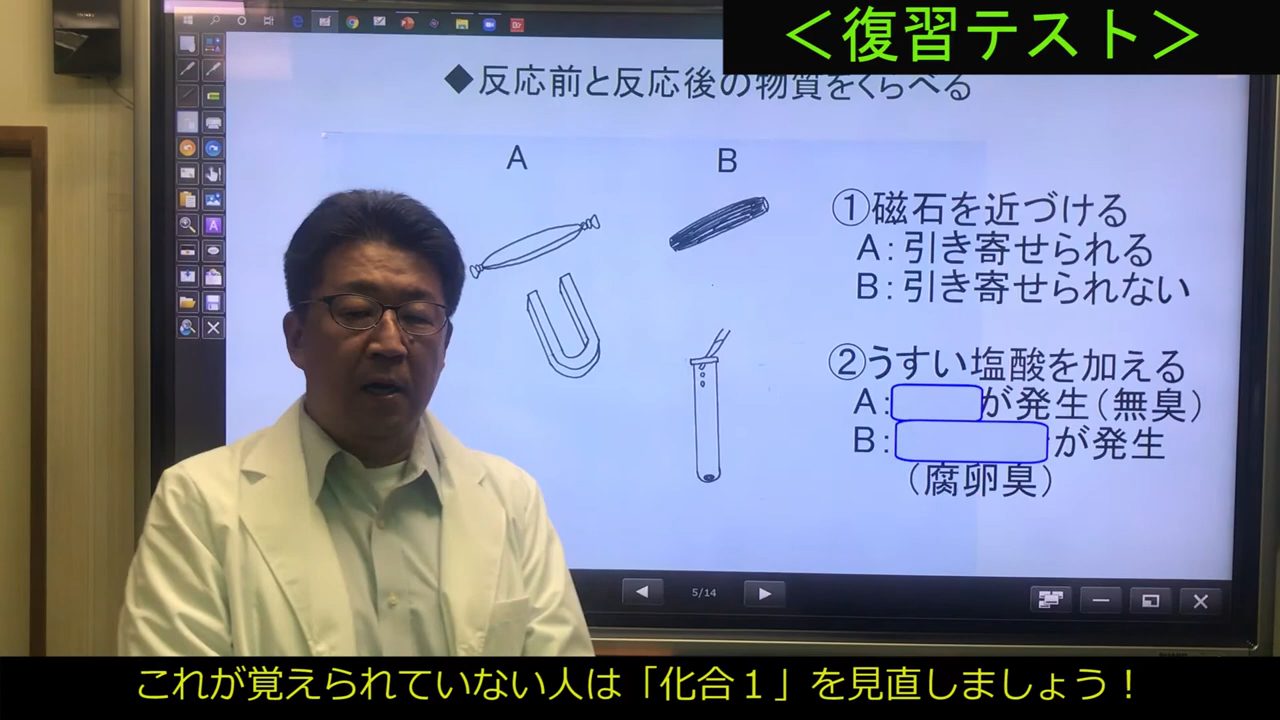 ＜復習テスト＞
◆反応前と反応後の物質をくらべる
A
B
①磁石を近づける
A：引き寄せられる
B：引き寄せられない
②うすい塩酸を加える
A： が発生（無臭）
B： が発生
（腐卵臭）
5/14
これが覚えられていない人は「化合１」を見直しましょう！